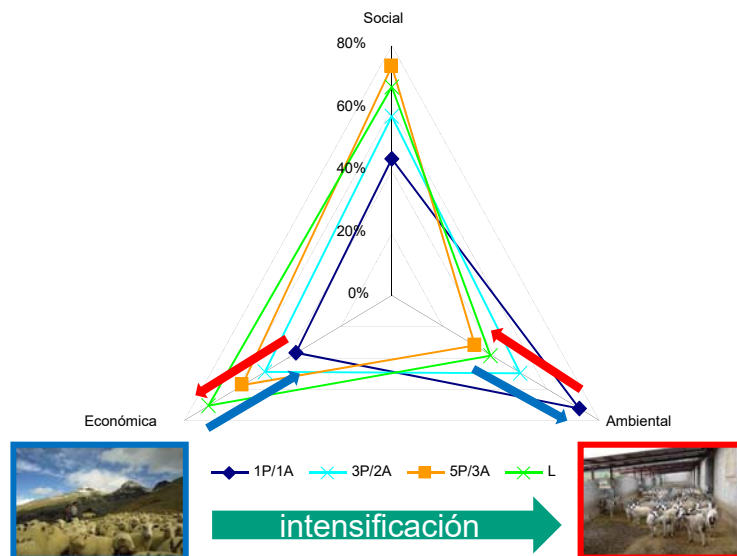 Social
80%
60%
40%
20%
0%
Económica
Ambiental
1P/1A 3P/2A 5P/3A L
intensificación